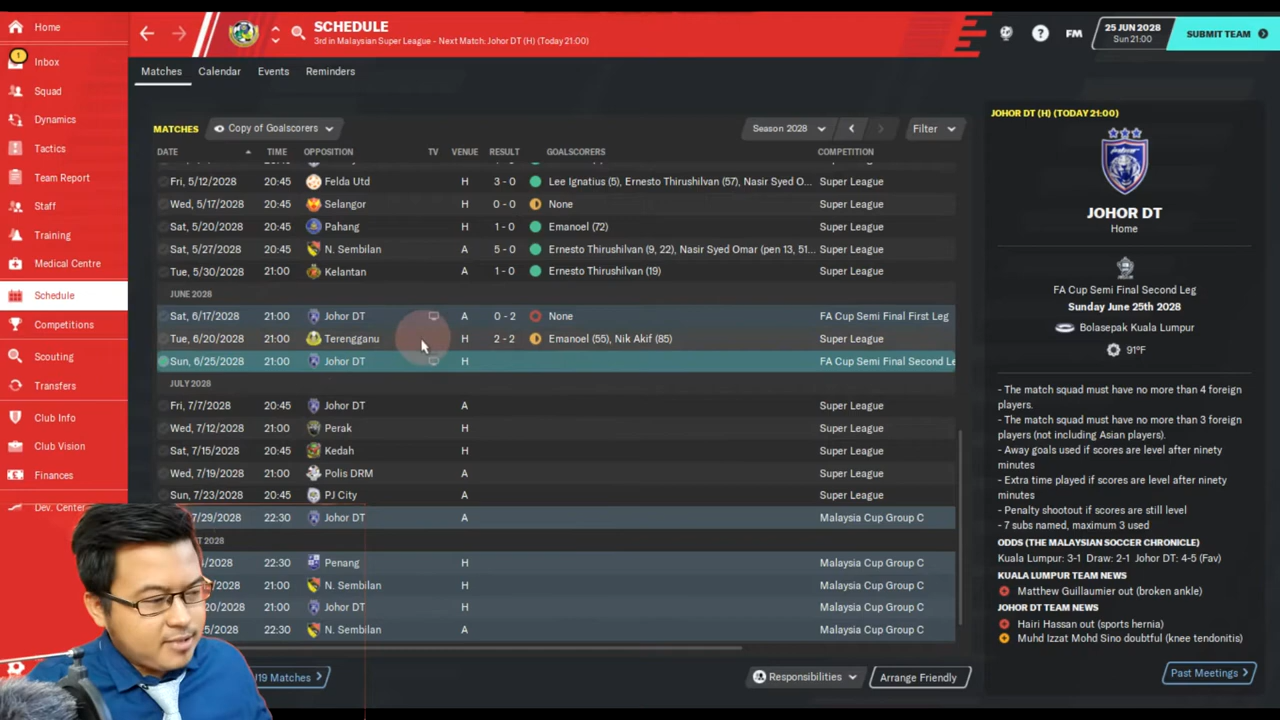 Home
SCHEDULE
3rd in Malaysian Super League - Next Match: Johor DT (H) (Today 21:00)
FM
25 JUN 2028
Sun 21:00
SUBMIT TEAM
1
Inbox
Squad
Dynamics
Tactics
Team Report
Staff
Training
Medical Centre
Schedule
Competitions
Scouting
Transfers
Club Info
Club Vision
Finances
Dev. Center
Matches Calendar Events Reminders
MATCHES Copy of Goalscorers Season 2028 Filter
DATE TIME OPPOSITION TV VENUE RESULT GOALSCORERS COMPETITION
Fri, 5/12/2028 20:45 Felda Utd H 3 - 0 Lee Ignatius (5), Ernesto Thirushilvan (57), Nasir Syed O... Super League
Wed, 5/17/2028 20:45 Selangor H 0 - 0 None Super League
Sat, 5/20/2028 20:45 Pahang H 1 - 0 Emanoel (72) Super League
Sat, 5/27/2028 20:45 N. Sembilan A 5 - 0 Ernesto Thirushilvan (9, 22), Nasir Syed Omar (pen 13, 51... Super League
Tue, 5/30/2028 21:00 Kelantan A 1 - 0 Ernesto Thirushilvan (19) Super League
JUNE 2028
Sat, 6/17/2028 21:00 Johor DT A 0 - 2 None FA Cup Semi Final First Leg
Tue, 6/20/2028 21:00 Terengganu H 2 - 2 Emanoel (55), Nik Akif (85) Super League
Sun, 6/25/2028 21:00 Johor DT H FA Cup Semi Final Second Le
JULY 2028
Fri, 7/7/2028 20:45 Johor DT A Super League
Wed, 7/12/2028 21:00 Perak H Super League
Sat, 7/15/2028 20:45 Kedah H Super League
Wed, 7/19/2028 21:00 Polis DRM A Super League
Sun, 7/23/2028 20:45 PJ City A Super League
7/29/2028 22:30 Johor DT A Malaysia Cup Group C
2028
/2028 22:30 Penang H Malaysia Cup Group C
/2028 21:00 N. Sembilan H Malaysia Cup Group C
20/2028 21:00 Johor DT H Malaysia Cup Group C
5/2028 22:30 N. Sembilan A Malaysia Cup Group C
U19 Matches
Responsibilities
Arrange Friendly
JOHOR DT (H) (TODAY 21:00)
JOHOR DT
Home
FA Cup Semi Final Second Leg
Sunday June 25th 2028
Bolasepak Kuala Lumpur
91°F
- The match squad must have no more than 4 foreign
players.
- The match squad must have no more than 3 foreign
players (not including Asian players).
- Away goals used if scores are level after ninety
minutes
- Extra time played if scores are level after ninety
minutes
- Penalty shootout if scores are still level
- 7 subs named, maximum 3 used
ODDS (THE MALAYSIAN SOCCER CHRONICLE)
Kuala Lumpur: 3-1 Draw: 2-1 Johor DT: 4-5 (Fav)
KUALA LUMPUR TEAM NEWS
Matthew Guillaumier out (broken ankle)
JOHOR DT TEAM NEWS
Hairi Hassan out (sports hernia)
Muhd Izzat Mohd Sino doubtful (knee tendonitis)
Past Meetings